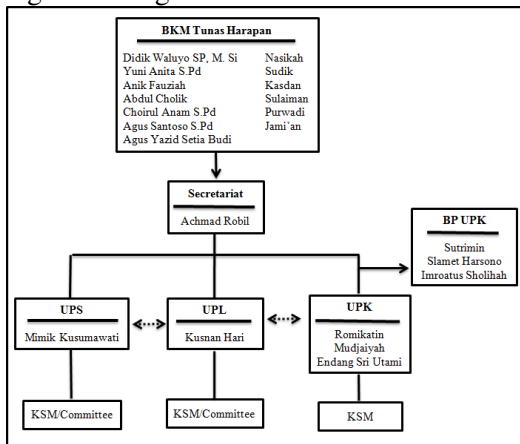 BKM Tunas Harapan
Didik Waluyo SP, M. Si Nasikah
Yuni Anita S.Pd Sudik
Anik Fauziah Kasdan
Abdul Cholik Sulaiman
Choirul Anam S.Pd Purwadi
Agus Santoso S.Pd Jami'an
Agus Yazid Setia Budi
Secretariat
Achmad Robil
BP UPK
Sutrimin
Slamet Harsono
Imroatus Sholihah
UPS
Mimik Kusumawati
UPL
Kusnan Hari
UPK
Romikatin
Mudjaiyah
Endang Sri Utami
KSM/Committee
KSM/Committee
KSM